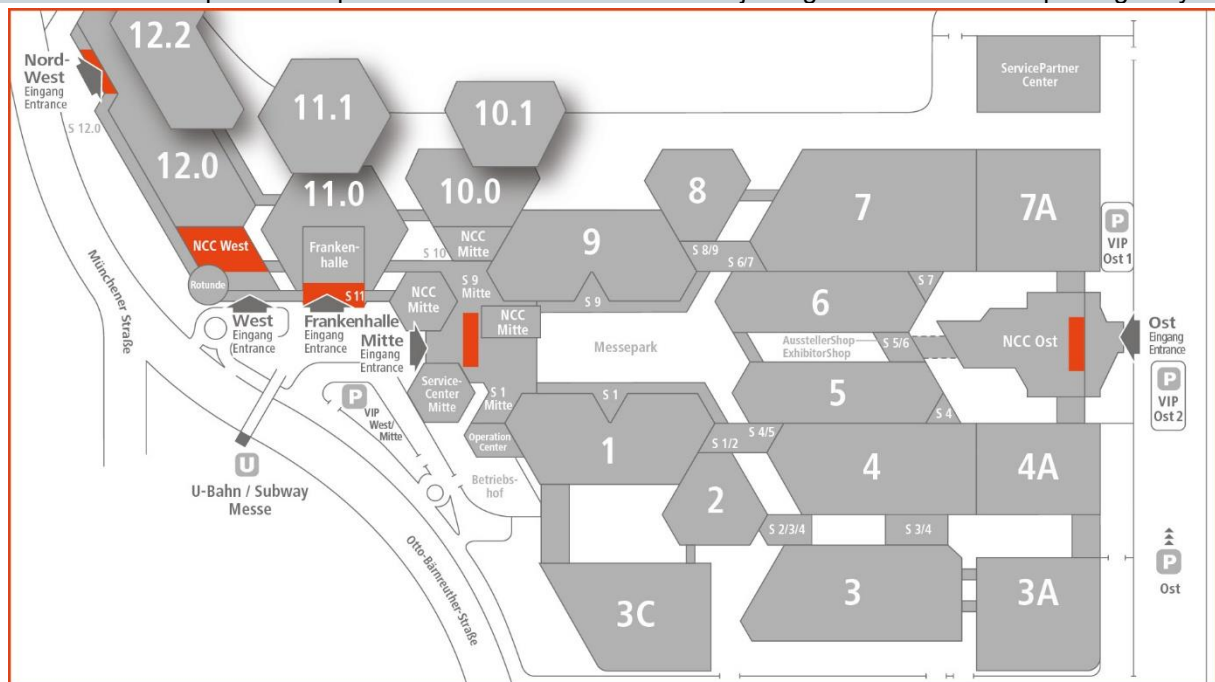 12.2
Nord-
West
Eingang
Entrance
S 12.0
12.0
11.1
10.1
11.0
10.0
ServicePartner
Center
8
7
7A
P
VIP
Ost 1
NCC West
Franken-
halle
S 10
NCC
Mitte
9
S 8/9
S 6/7
Rotunde
S 11
NCC
Mitte
S 9
Mitte
S 9
6
S 7
Münchener Straße
West
Eingang
Entrance
Frankenhalle
Eingang
Entrance
Mitte
Eingang
Entrance
NCC
Mitte
Messepark
AusstellerShop
ExhibitorShop
S 5/6
NCC Ost
Ost
Eingang
Entrance
P
VIP
Ost 2
Service-
Center
Mitte
S 1
Mitte
S 1
5
S 4
P
VIP
West/
Mitte
Operation
Center
1
S 1/2
S 4/5
4
4A
U
U-Bahn / Subway
Messe
Betriebs-
hof
2
S 2/3/4
S 3/4
Otto-Bärnreuther-Straße
3C
3
3A
P
Ost